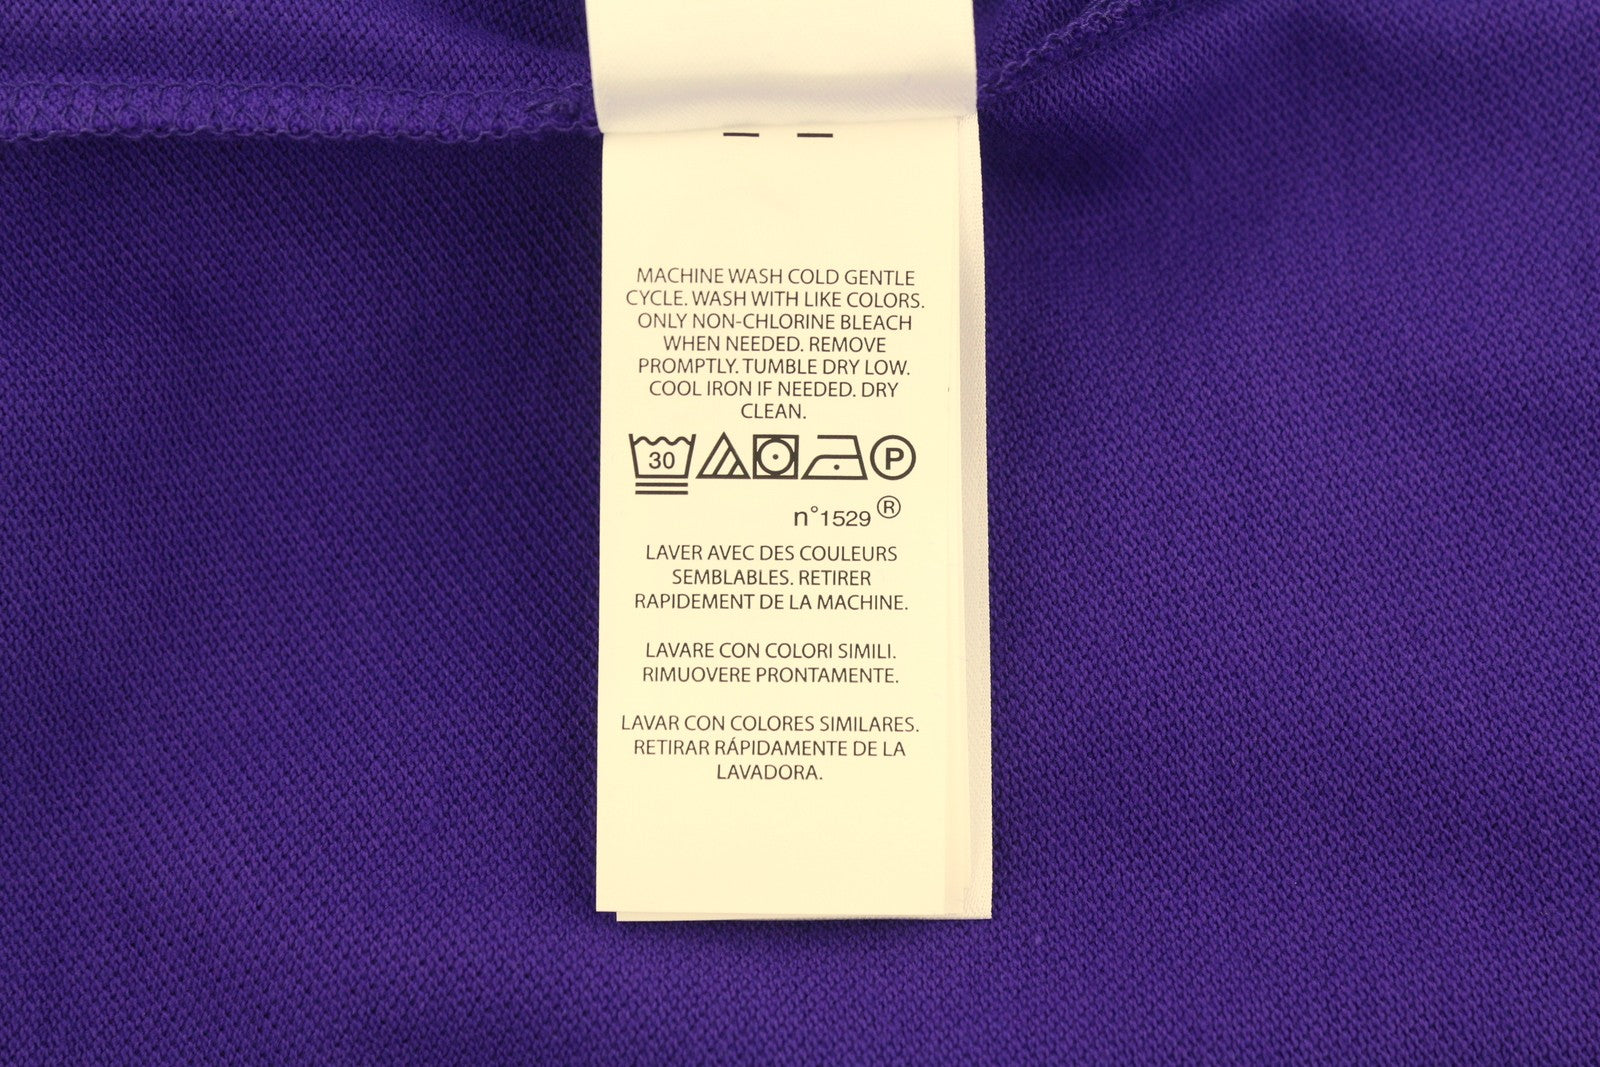 MACHINE WASH COLD GENTLE
CYCLE. WASH WITH LIKE COLORS.
ONLY NON-CHLORINE BLEACH
WHEN NEEDED. REMOVE
PROMPTLY. TUMBLE DRY LOW.
COOL IRON IF NEEDED. DRY
CLEAN.
30 P
n°1529 ®
LAVER AVEC DES COULEURS
SEMBLABLES. RETIRER
RAPIDEMENT DE LA MACHINE.
LAVARE CON COLORI SIMILI.
RIMUOVERE PRONTAMENTE.
LAVAR CON COLORES SIMILARES.
RETIRAR RÁPIDAMENTE DE LA
LAVADORA.